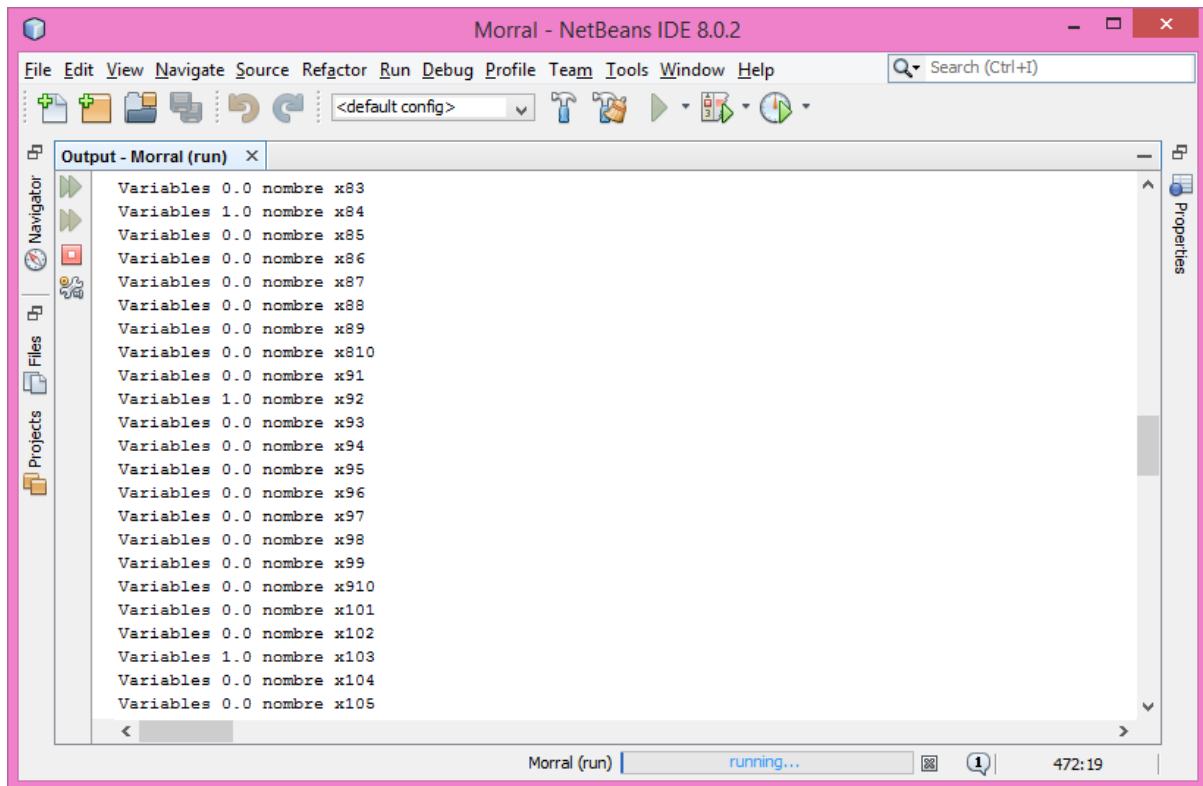 Morral - NetBeans IDE 8.0.2
File Edit View Navigate Source Refactor Run Debug Profile Team Tools Window Help
Search (Ctrl+I)
<default config>
Output - Morral (run)
Navigator
Files
Projects
Properties
Variables 0.0 nombre x83
Variables 1.0 nombre x84
Variables 0.0 nombre x85
Variables 0.0 nombre x86
Variables 0.0 nombre x87
Variables 0.0 nombre x88
Variables 0.0 nombre x89
Variables 0.0 nombre x810
Variables 0.0 nombre x91
Variables 1.0 nombre x92
Variables 0.0 nombre x93
Variables 0.0 nombre x94
Variables 0.0 nombre x95
Variables 0.0 nombre x96
Variables 0.0 nombre x97
Variables 0.0 nombre x98
Variables 0.0 nombre x99
Variables 0.0 nombre x910
Variables 0.0 nombre x101
Variables 0.0 nombre x102
Variables 1.0 nombre x103
Variables 0.0 nombre x104
Variables 0.0 nombre x105
Morral (run) running... 1 472:19